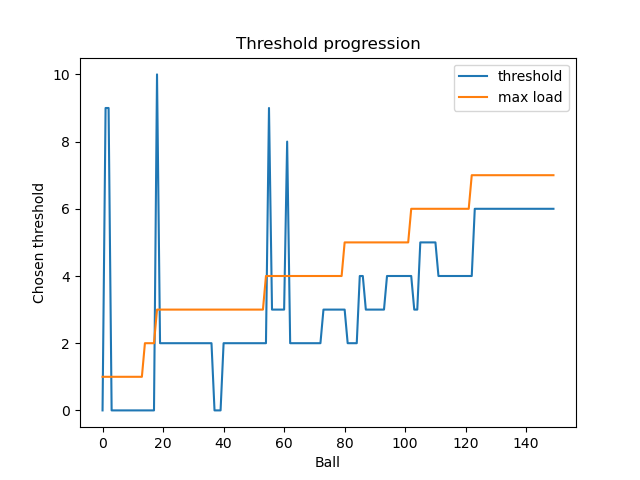 Threshold progression
threshold
max load
10
8
6
4
2
0
Chosen threshold
0 20 40 60 80 100 120 140
Ball